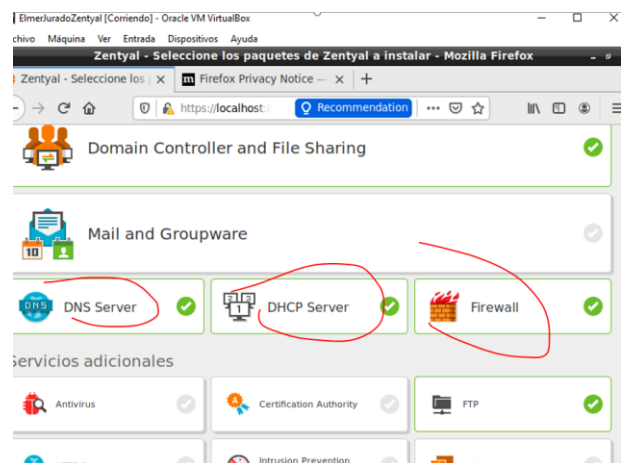 ElmerJuradoZentyal [Corriendo] - Oracle VM VirtualBox
chivo Máquina Ver Entrada Dispositivos Ayuda
Zentyal - Seleccione los paquetes de Zentyal a instalar - Mozilla Firefox
Zentyal - Seleccione los
Firefox Privacy Notice —
https://localhost:
Recommendation
Domain Controller and File Sharing
Mail and Groupware
DNS Server
DHCP Server
Firewall
Servicios adicionales
Antivirus
Certification Authority
FTP
Intrusion Prevention